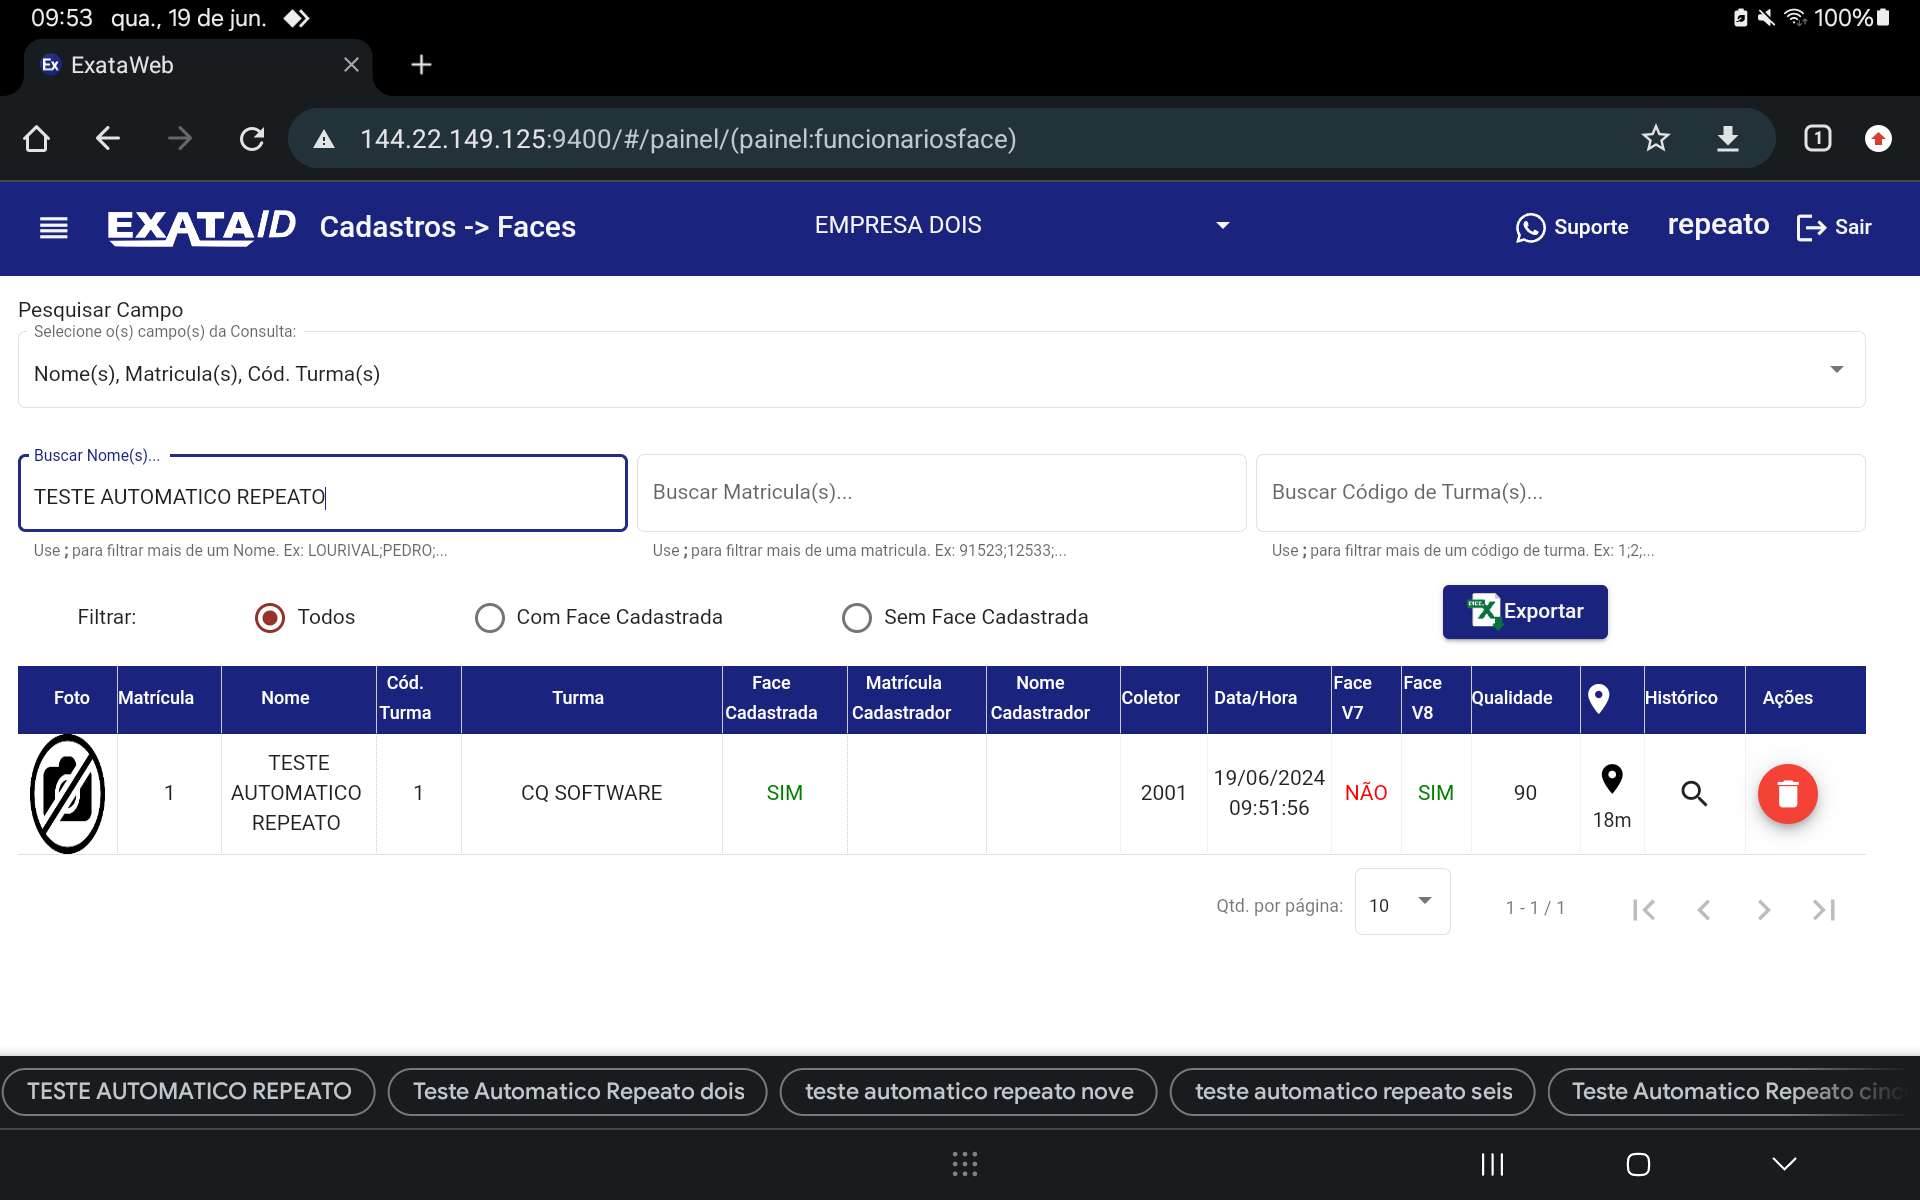 09:53 qua., 19 de jun. 100%
Ex ExataWeb
144.22.149.125:9400/#/painel/(painel:funcionariosface) 1
EXATA/ID Cadastros -> Faces EMPRESA DOIS Suporte repeato Sair
Pesquisar Campo
Selecione o(s) campo(s) da Consulta:
Nome(s), Matricula(s), Cód. Turma(s)
Buscar Nome(s)...
TESTE AUTOMATICO REPEATO Buscar Matricula(s)... Buscar Código de Turma(s)...
Use ; para filtrar mais de um Nome. Ex: LOURIVAL;PEDRO;... Use ; para filtrar mais de uma matricula. Ex: 91523;12533;... Use ; para filtrar mais de um código de turma. Ex: 1;2;...
Filtrar: Todos Com Face Cadastrada Sem Face Cadastrada Exportar
Foto Matrícula Nome Cód. Turma Turma Face Cadastrada Matrícula Cadastrador Nome Cadastrador Coletor Data/Hora Face V7 Face V8 Qualidade Histórico Ações
1 TESTE AUTOMATICO REPEATO 1 CQ SOFTWARE SIM 2001 19/06/2024 09:51:56 NÃO SIM 90 18m
Qtd. por página: 10 1 - 1 / 1
TESTE AUTOMATICO REPEATO Teste Automatico Repeato dois teste automatico repeato nove teste automatico repeato seis Teste Automatico Repeato